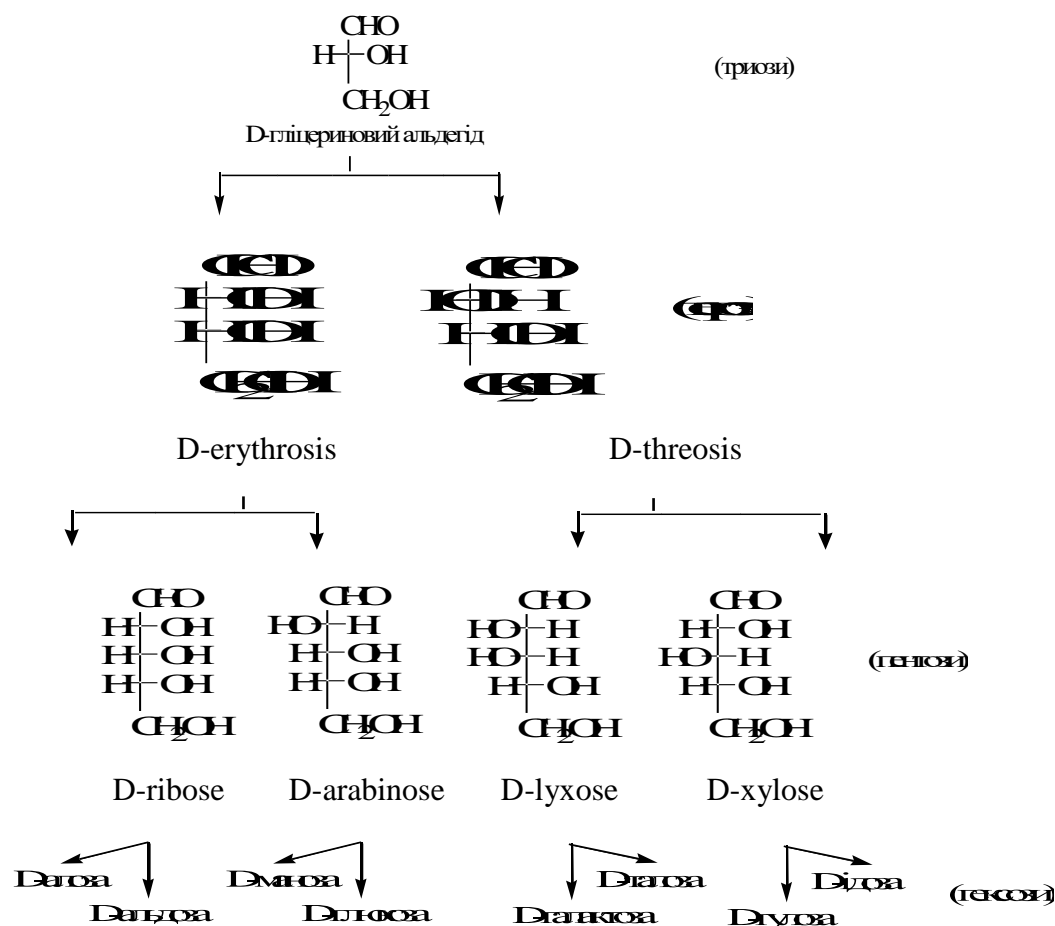 CHO
H OH (триози)
CH2OH
D-гліцериновий альдегід
D-erythrosis D-threosis
CHO CHO CHO CHO
H OH HO H HO H H OH
H OH H OH HO H HO H (пентози)
H OH H OH H OH H OH
CH2OH CH2OH CH2OH CH2OH
D-ribose D-arabinose D-lyxose D-xylose
D-алоза D-маноза D-талоза D-ідоза (гексози)
D-альдоза D-глюкоза D-галактоза D-гулоза